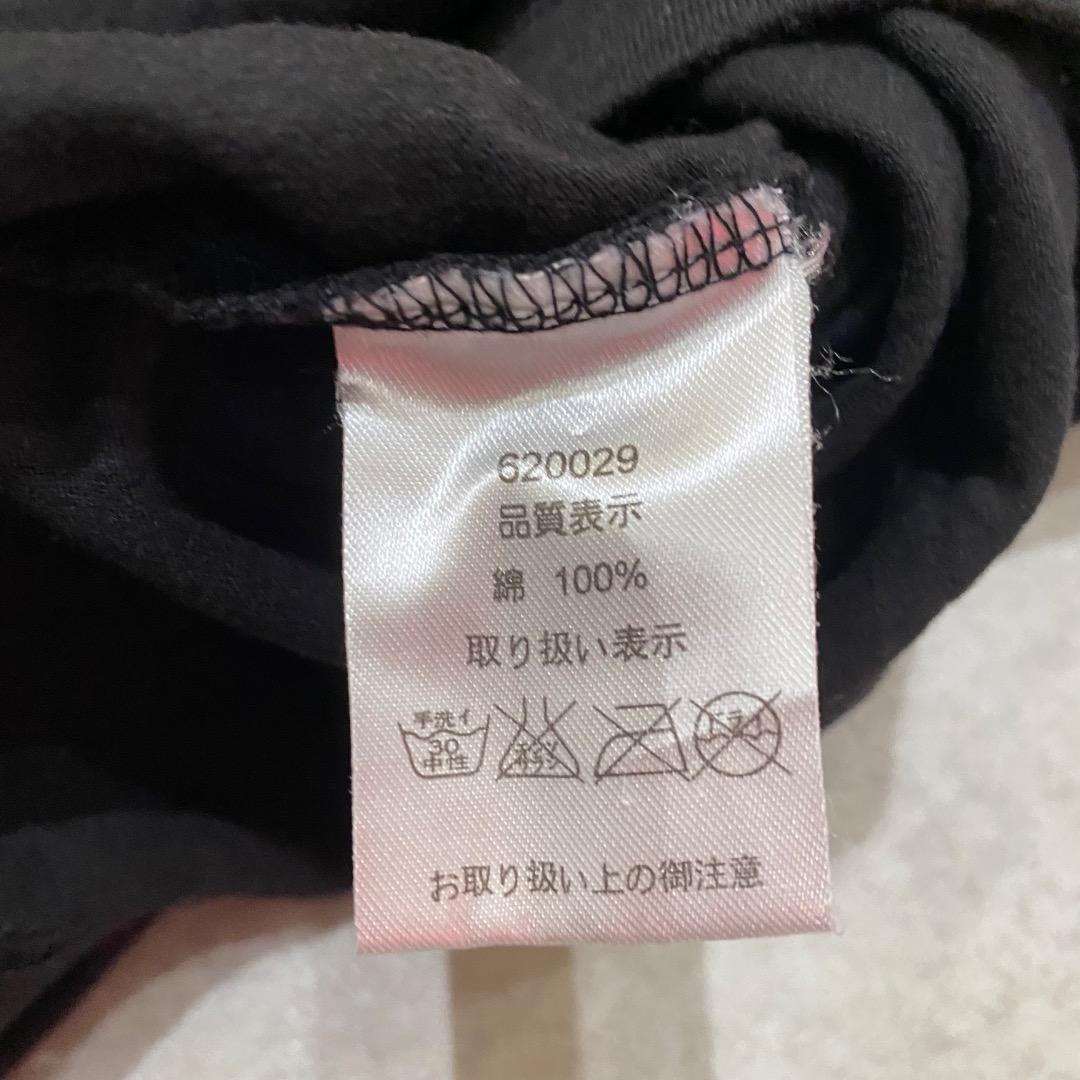 620029
品質表示
綿 100%
取り扱い表示
手洗イ
30
中性
エンソ
サラシ
ドライ
お取り扱い上の御注意